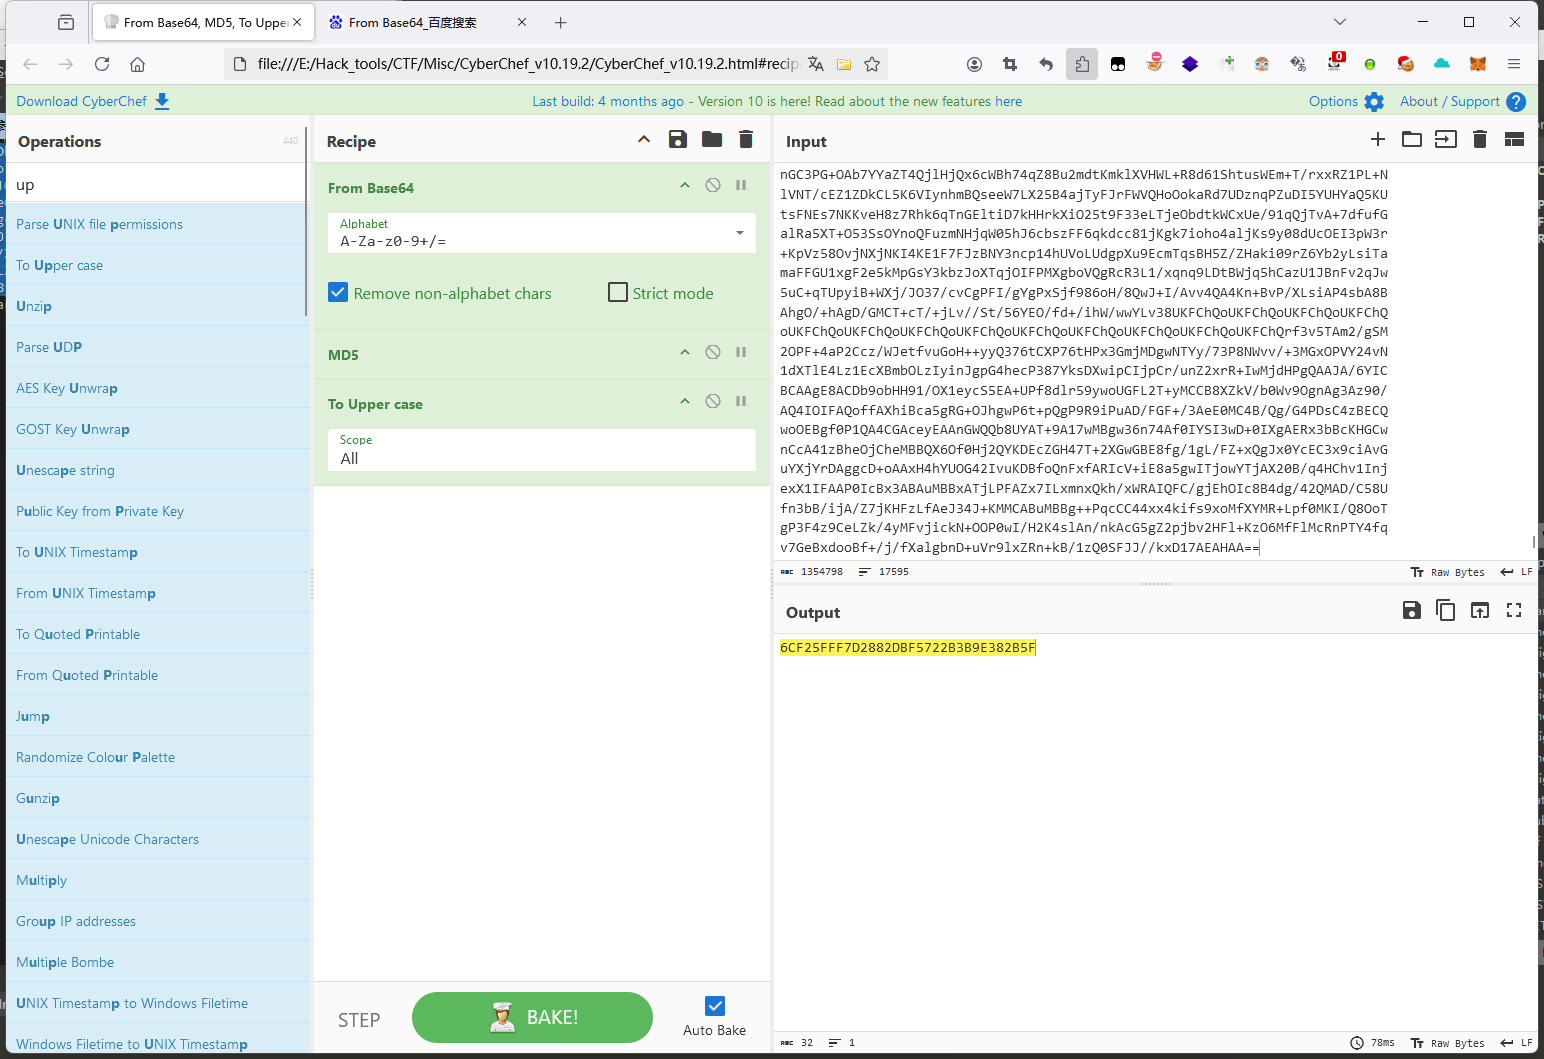 From Base64, MD5, To Upper
From Base64_百度搜索
file:///E:/Hack_tools/CTF/Misc/CyberChef_v10.19.2/CyberChef_v10.19.2.html#recip
0
Download CyberChef
Last build: 4 months ago - Version 10 is here! Read about the new features here
Options
About / Support
Operations
440
up
Parse UNIX file permissions
To Upper case
Unzip
Parse UDP
AES Key Unwrap
GOST Key Unwrap
Unescape string
Public Key from Private Key
To UNIX Timestamp
From UNIX Timestamp
To Quoted Printable
From Quoted Printable
Jump
Randomize Colour Palette
Gunzip
Unescape Unicode Characters
Multiply
Group IP addresses
Multiple Bombe
UNIX Timestamp to Windows Filetime
Windows Filetime to UNIX Timestamp
Recipe
From Base64
Alphabet
A-Za-z0-9+/=
Remove non-alphabet chars
Strict mode
MD5
To Upper case
Scope
All
STEP
BAKE!
Auto Bake
Input
nGC3PG+OAb7YYaZT4QjlHjQx6cWBh74qZ8Bu2mdtKmklXVHWL+R8d61ShtusWEm+T/rxxRZ1PL+N
lVNT/cEZ1ZDkCL5K6VIynhmBQseeW7LX25B4ajTyFJrFWVQHoOokaRd7UDznqPZuDI5YUHYaQ5KU
tsFNEs7NKKveH8z7Rhk6qTnGEltiD7kHHrkXiO25t9F33eLTjeObdtkWCxUe/91qQjTvA+7dfufG
alRa5XT+O53SsOYnoQFuzmNHjqW05hJ6cbszFF6qkdcc81jKgk7ioho4aljKs9y08dUcOEI3pW3r
+KpVz58OvjNXjNKI4KE1F7FJzBNY3ncp14hUVoLUdgpXu9EcmTqsBH5Z/ZHaki09rZ6Yb2yLsiTa
maFFGU1xgF2e5kMpGsY3kbzJoXTqjOIFPMXgboVQgRcR3L1/xqnq9LDtBWjq5hCazU1JBnFv2qJw
5uC+qTUpyiB+WXj/JO37/cvCgPFI/gYgPxSjf986oH/8QwJ+I/Avv4QA4Kn+BvP/XLsiAP4sbA8B
AhgO/+hAgD/GMCT+cT/+jLv//St/56YEO/fd+/ihW/wwYLv38UKFChQoUKFChQoUKFChQoUKFChQ
oUKFChQoUKFChQoUKFChQoUKFChQoUKFChQoUKFChQoUKFChQoUKFChQoUKFChQrf3v5TAm2/gSM
2OPF+4aP2Ccz/WJetfvuGoH++yyQ376tCXP76tHPx3GmjMDgwNTYy/73P8NWvv/+3MGxOPVY24vN
1dXTlE4Lz1EcXBmbOLzIyinJgpG4hecP387YksDXwipCIjpCr/unZ2xrR+IwMjdHPgQAAJA/6YIC
BCAAgE8ACDb9obHH91/OX1eycS5EA+UPf8dlr59ywoUGFL2T+yMCCB8XZkV/b0Wv9OgnAg3Az90/
AQ4IOIFAQoffAXhiBca5gRG+OJhgwP6t+pQgP9R9iPuAD/FGF+/3AeE0MC4B/Qg/G4PDsC4zBECQ
woOEBgf0P1QA4CGAceyEAAnGWQQb8UYAT+9A17wMBgw36n74Af0IYSI3wD+0IXgAERx3bBcKHGCw
nCcA41zBheOjCheMBBQX6Of0Hj2QYKDEcZGH47T+2XGwGBE8fg/1gL/FZ+xQgJx0YcEC3x9ciAvG
uYXjYrDAggcD+oAAxH4hYUOG42IvuKDBfoQnFxfARIcV+iE8a5gwITjowYTjAX20B/q4HChv1Inj
exX1IFAAP0IcBx3ABAuMBBxATjLPFAZx7ILxmnxQkh/xWRAIQFC/gjEhOIc8B4dg/42QMAD/C58U
fn3bB/ijA/Z7jKHFzLfAeJ34J+KMMCABuMBBg++PqcCC44xx4kifs9xoMfXYMR+Lpf0MKI/Q8OoT
gP3F4z9CeLZk/4yMFvjickN+OOP0wI/H2K4slAn/nkAcG5gZ2pjbv2HFl+KzO6MfFlMcRnPTY4fq
v7GeBxdooBf+/j/fXalgbnD+uVr9lxZRn+kB/1zQ0SFJJ//kxD17AEAHAA==
1354798
17595
Raw Bytes
LF
Output
6CF25FFF7D2882DBF5722B3B9E382B5F
32
1
78ms
Raw Bytes
LF